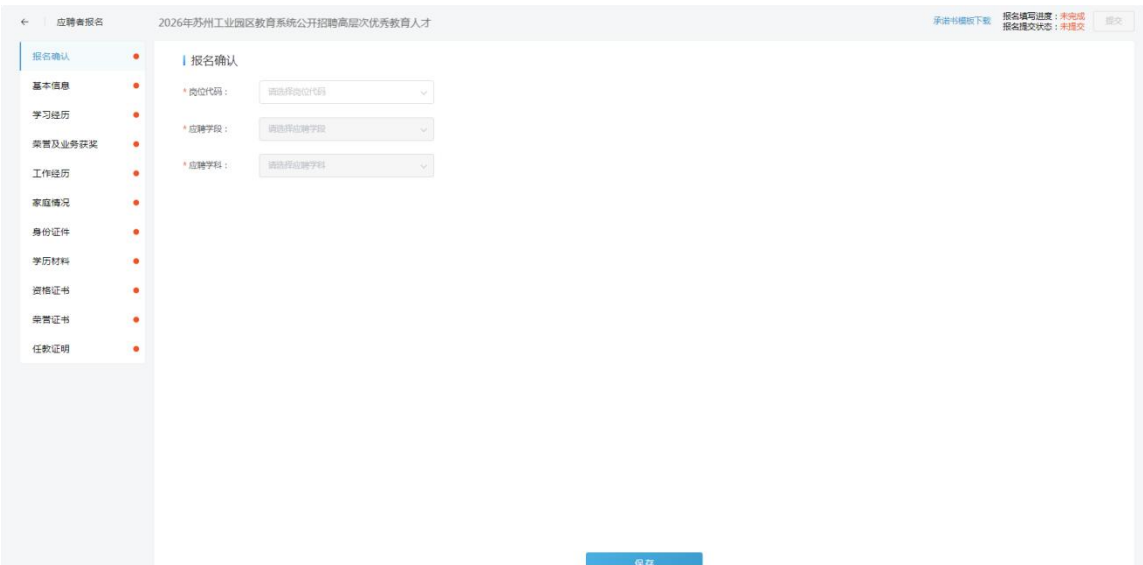 ← 应聘者报名 2026年苏州工业园区教育系统公开招聘高层次优秀教育人才 承诺书模板下载 报名填写进度：未完成
报名提交状态：未提交 提交
报名确认
基本信息
学习经历
荣誉及业务获奖
工作经历
家庭情况
身份证件
学历材料
资格证书
荣誉证书
任教证明
报名确认
* 岗位代码： 请选择岗位代码
* 应聘学段： 请选择应聘学段
* 应聘学科： 请选择应聘学科
保存